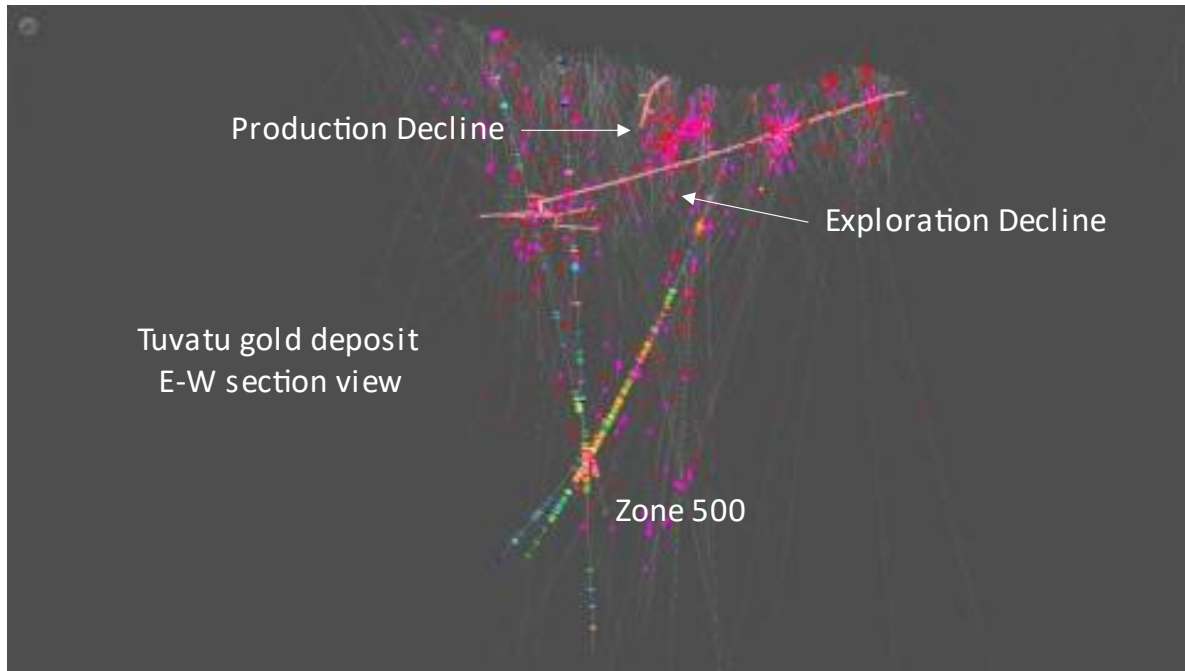 Production Decline
Exploration Decline
Tuvatu gold deposit
E-W section view
Zone 500